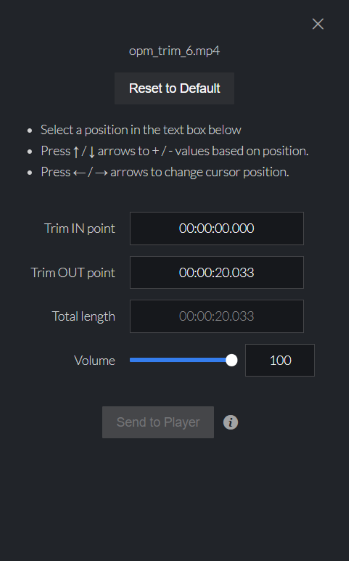 opm_trim_6.mp4
Reset to Default
• Select a position in the text box below
• Press ↑ / ↓ arrows to + / - values based on position.
• Press ← / → arrows to change cursor position.
Trim IN point 00:00:00.000
Trim OUT point 00:00:20.033
Total length 00:00:20.033
Volume 100
Send to Player i